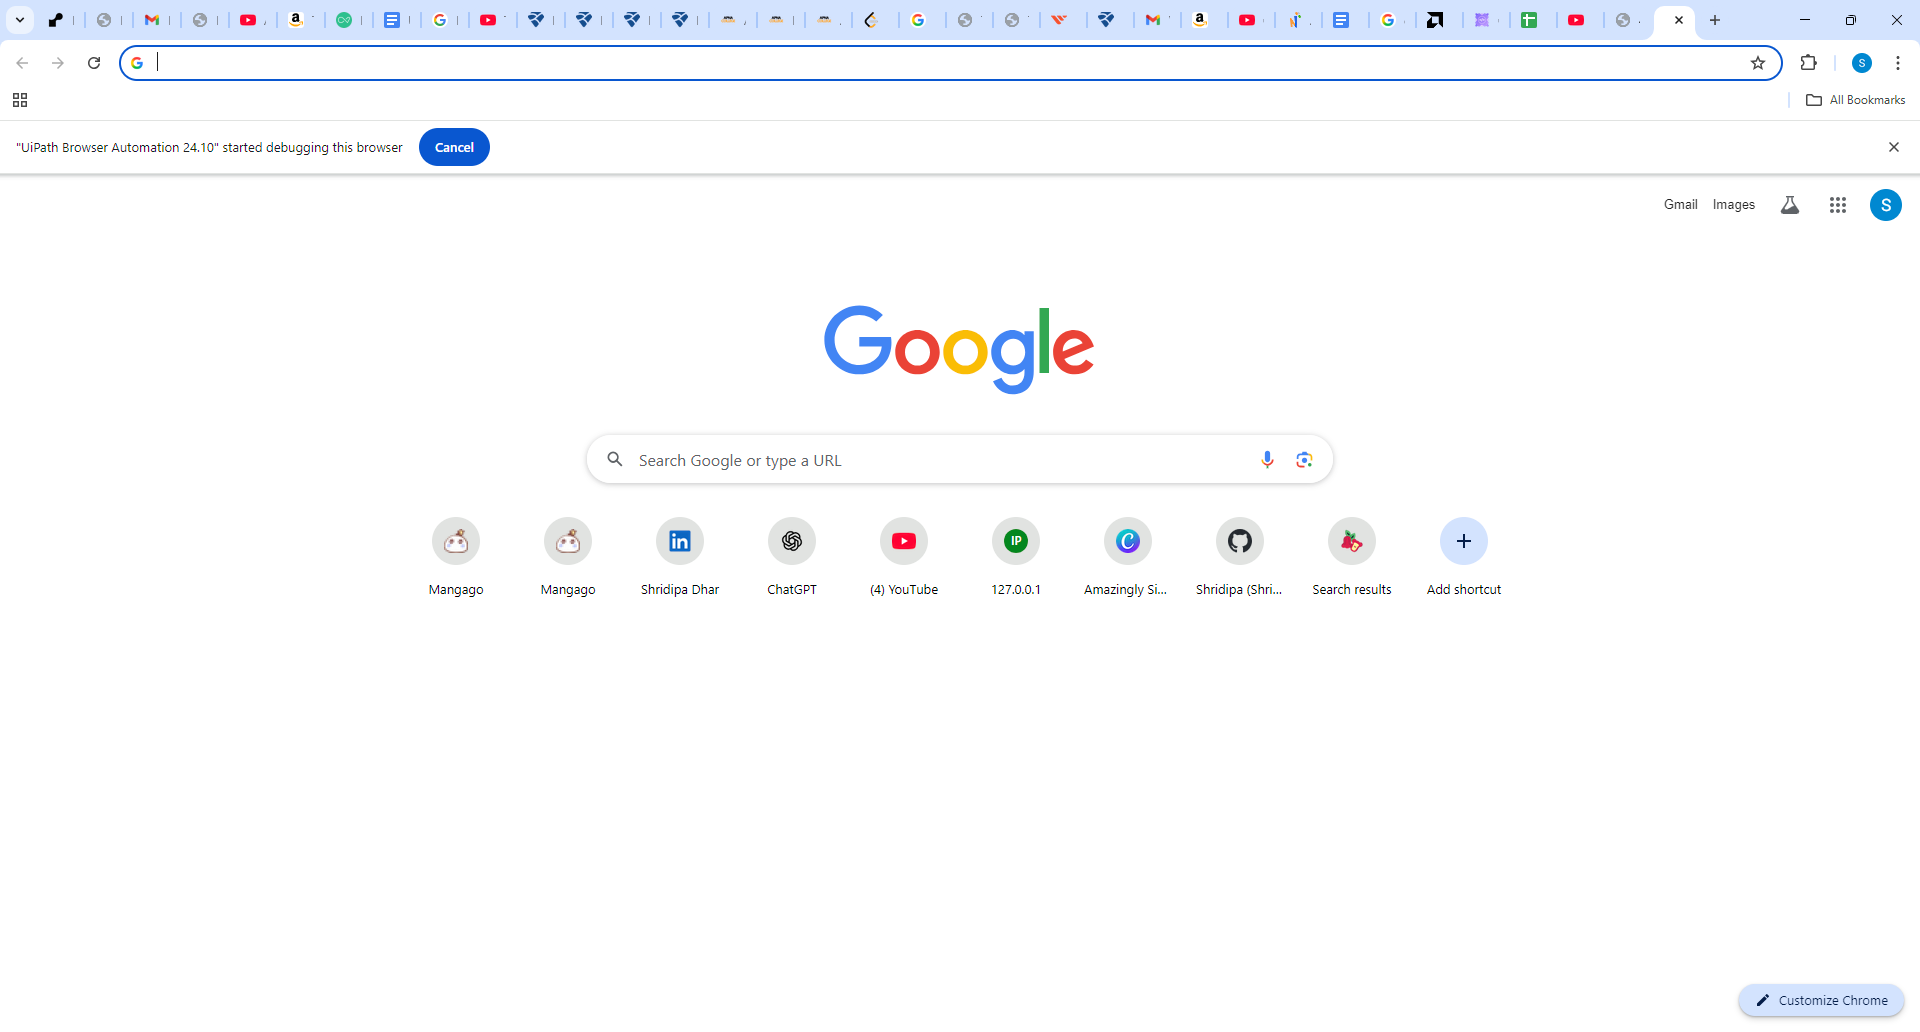 All Bookmarks
"UiPath Browser Automation 24.10" started debugging this browser
Cancel
Gmail
Images
S
Google
Search Google or type a URL
Mangago
Mangago
Shridipa Dhar
ChatGPT
(4) YouTube
IP
127.0.0.1
Amazingly Si...
Shridipa (Shri...
Search results
Add shortcut
Customize Chrome